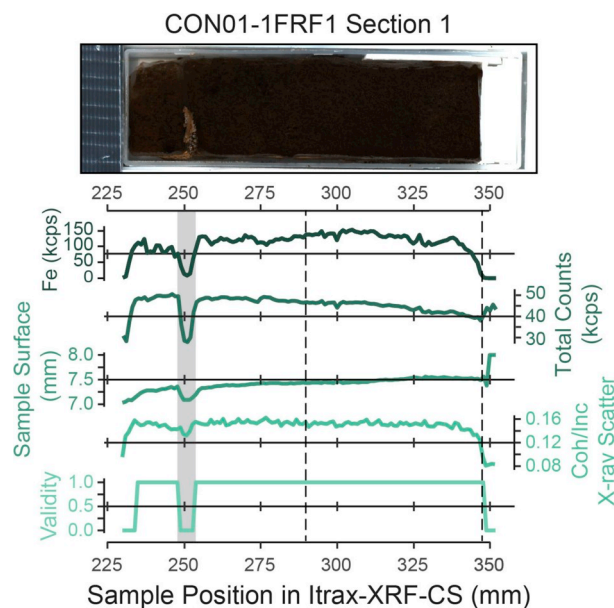 CON01-1FRF1 Section 1
225 250 275 300 325 350
Fe (kcps)
150
100
50
0
Total Counts
(kcps)
50
40
30
Sample Surface
(mm)
8.0
7.5
7.0
Coh/Inc
X-ray Scatter
0.16
0.12
0.08
Validity
1.0
0.5
0.0
225 250 275 300 325 350
Sample Position in Itrax-XRF-CS (mm)